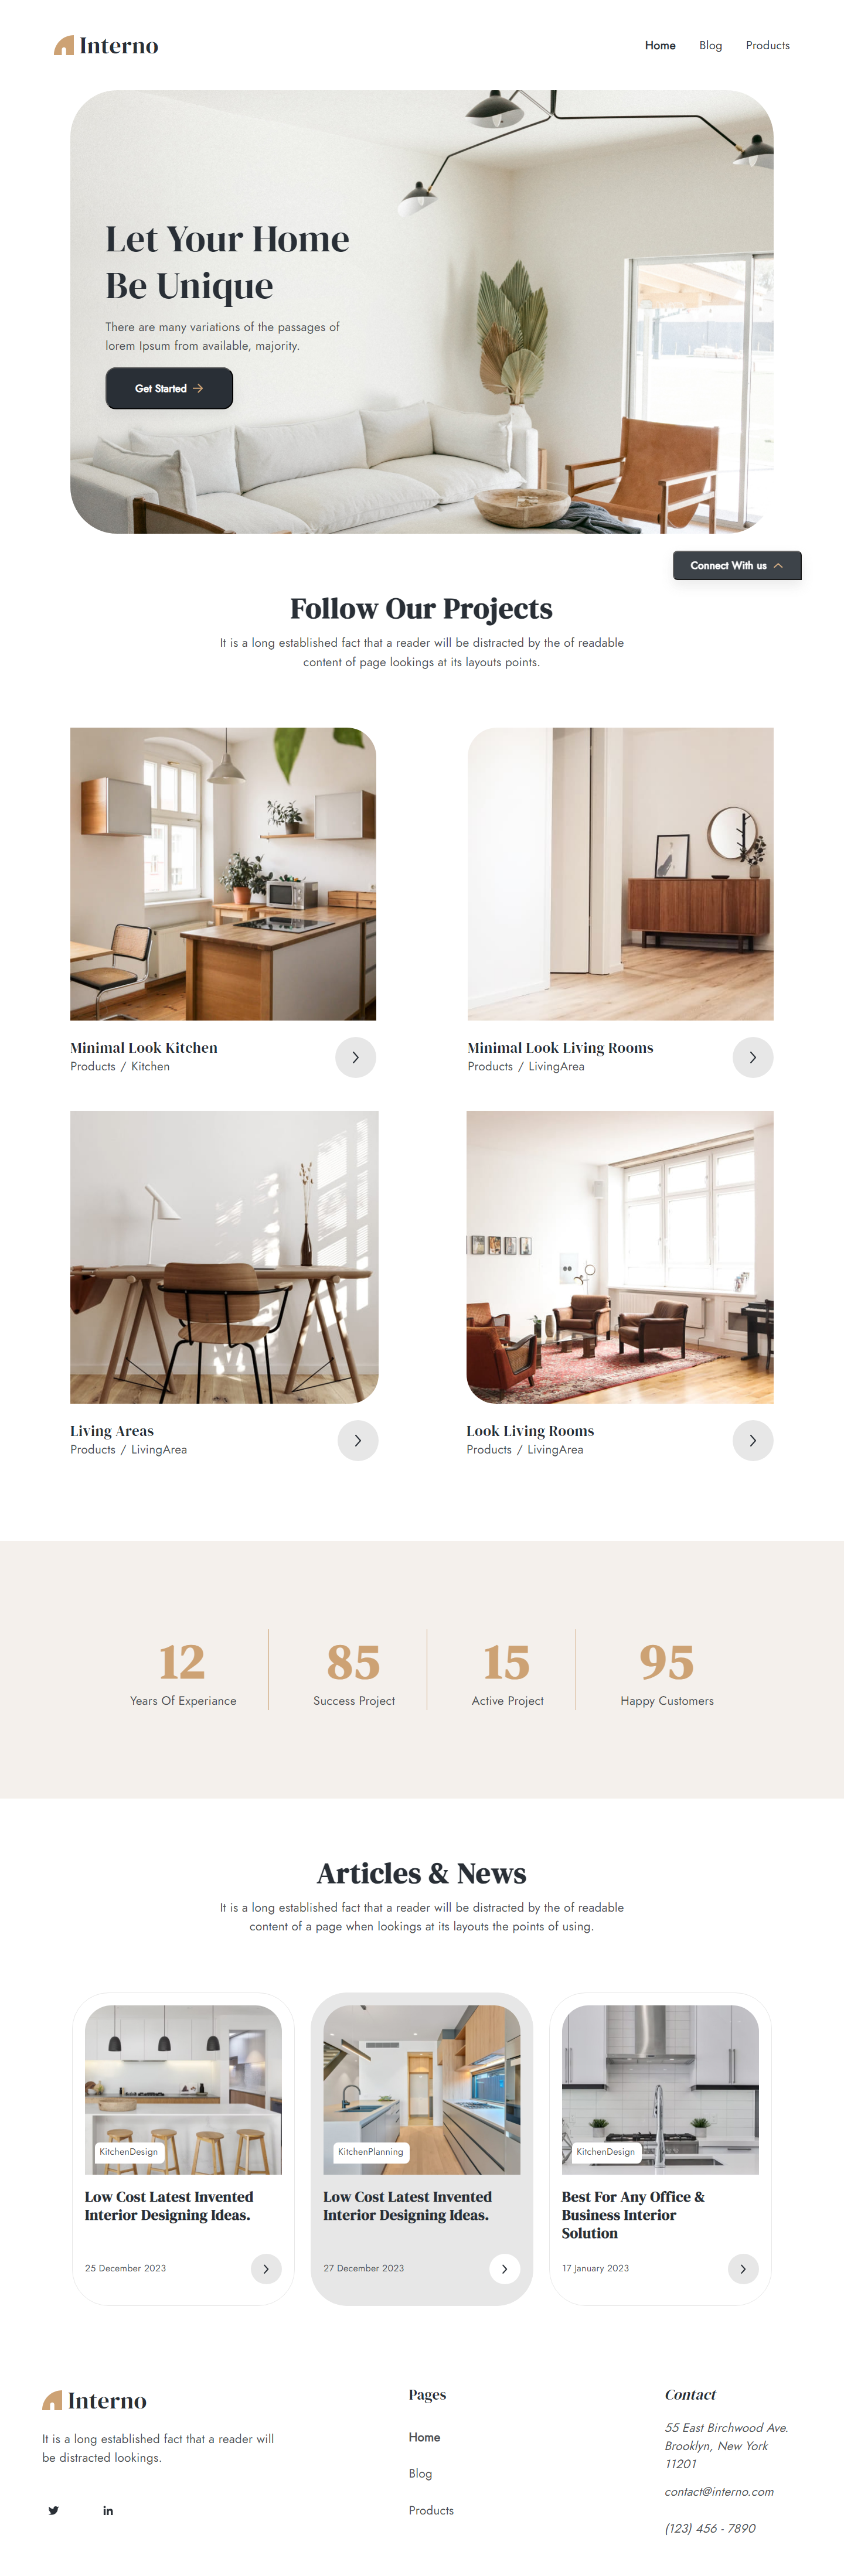 Interno
Home Blog Products
Let Your Home
Be Unique
There are many variations of the passages of
lorem Ipsum from available, majority.
Get Started
Connect With us
Follow Our Projects
It is a long established fact that a reader will be distracted by the of readable
content of page lookings at its layouts points.
Minimal Look Kitchen
Products / Kitchen
Minimal Look Living Rooms
Products / LivingArea
Living Areas
Products / LivingArea
Look Living Rooms
Products / LivingArea
12
Years Of Experiance
85
Success Project
15
Active Project
95
Happy Customers
Articles & News
It is a long established fact that a reader will be distracted by the of readable
content of a page when lookings at its layouts the points of using.
KitchenDesign
Low Cost Latest Invented
Interior Designing Ideas.
25 December 2023
KitchenPlanning
Low Cost Latest Invented
Interior Designing Ideas.
27 December 2023
KitchenDesign
Best For Any Office &
Business Interior
Solution
17 January 2023
Interno
It is a long established fact that a reader will
be distracted lookings.
Pages
Home
Blog
Products
Contact
55 East Birchwood Ave.
Brooklyn, New York
11201
contact@interno.com
(123) 456 - 7890